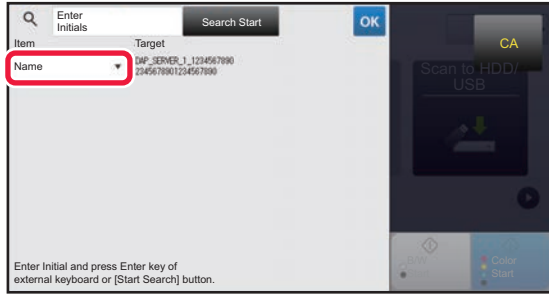 Enter
Initials
Search Start
OK
CA
Item
Target
Name
DAP_SERVER_1_1234567890
2345678901234567890
Scan to HDD/
USB
B/W
Start
Color
Start
Enter Initial and press Enter key of
external keyboard or [Start Search] button.